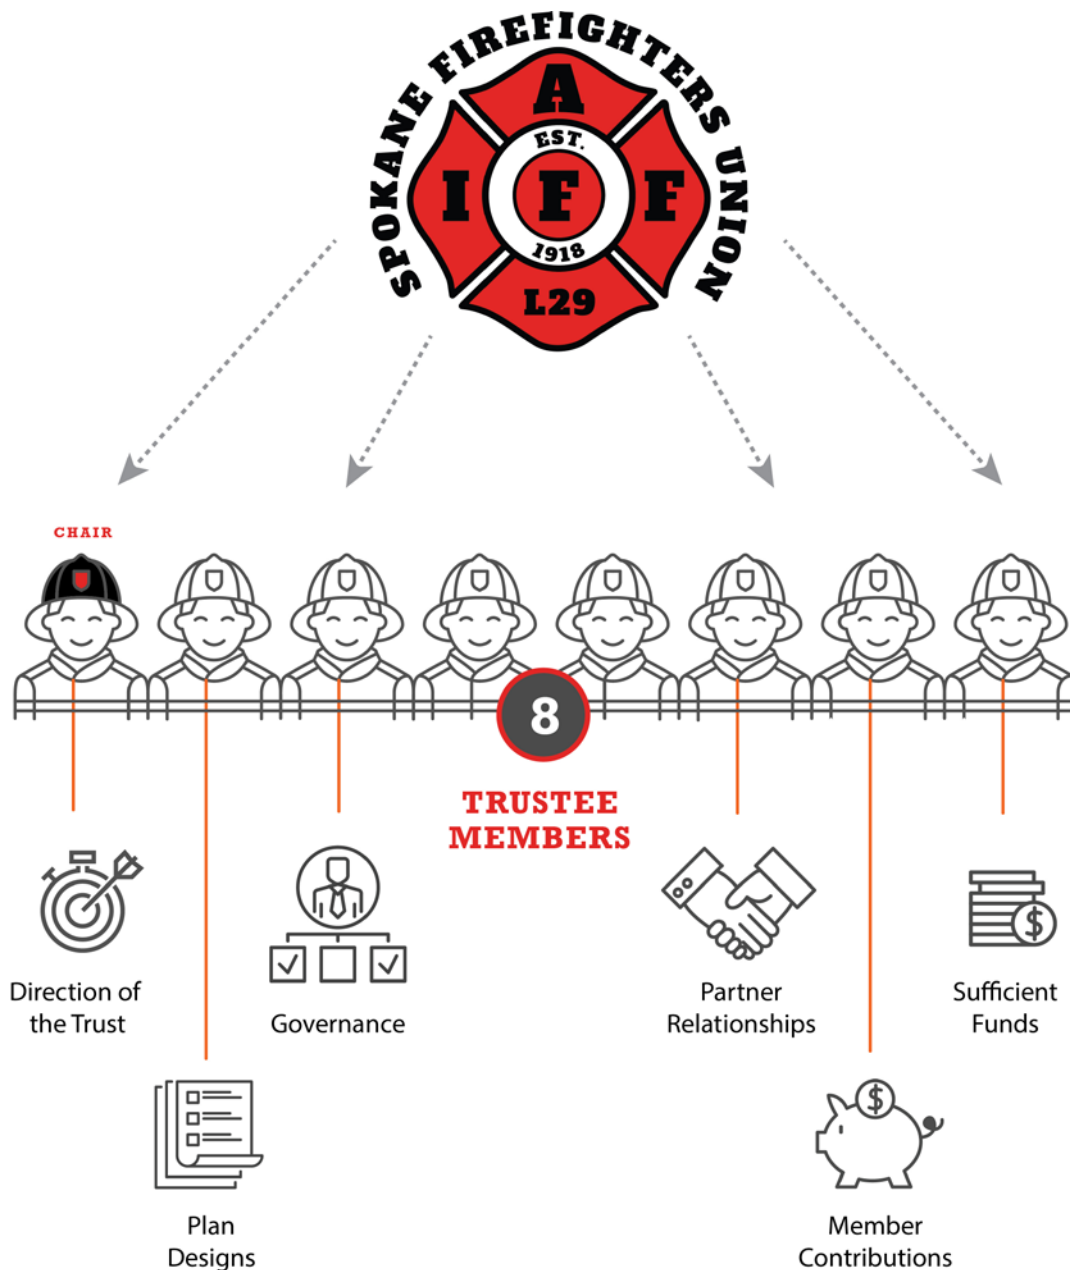 SPOKANE FIREFIGHTERS UNION
A
EST.
I F F
1918
L29
CHAIR
8
TRUSTEE
MEMBERS
Direction of
the Trust
Governance
Partner
Relationships
Sufficient
Funds
$
Plan
Designs
$
Member
Contributions